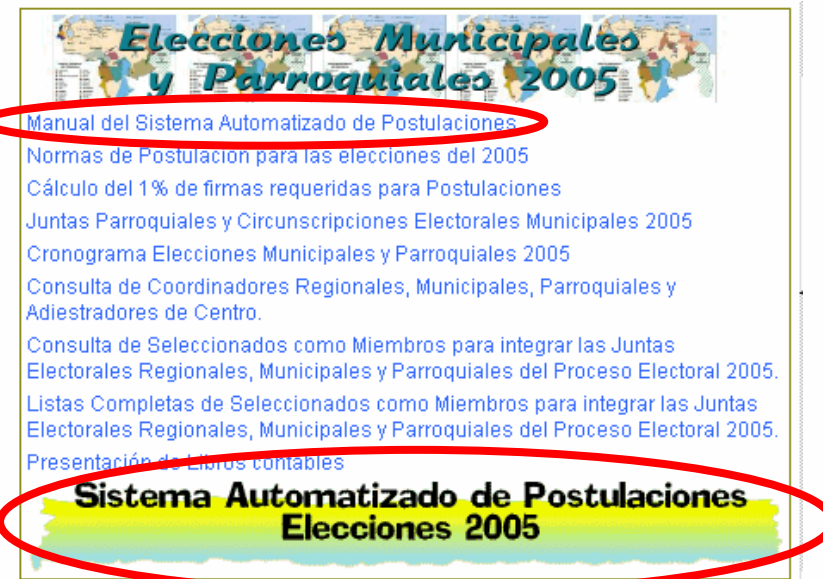 Elecciones Municipales
y Parroquiales 2005
Manual del Sistema Automatizado de Postulaciones
Normas de Postulación para las elecciones del 2005
Cálculo del 1% de firmas requeridas para Postulaciones
Juntas Parroquiales y Circunscripciones Electorales Municipales 2005
Cronograma Elecciones Municipales y Parroquiales 2005
Consulta de Coordinadores Regionales, Municipales, Parroquiales y
Adiestradores de Centro.
Consulta de Seleccionados como Miembros para integrar las Juntas
Electorales Regionales, Municipales y Parroquiales del Proceso Electoral 2005.
Listas Completas de Seleccionados como Miembros para integrar las Juntas
Electorales Regionales, Municipales y Parroquiales del Proceso Electoral 2005.
Presentación de Libros contables
Sistema Automatizado de Postulaciones
Elecciones 2005